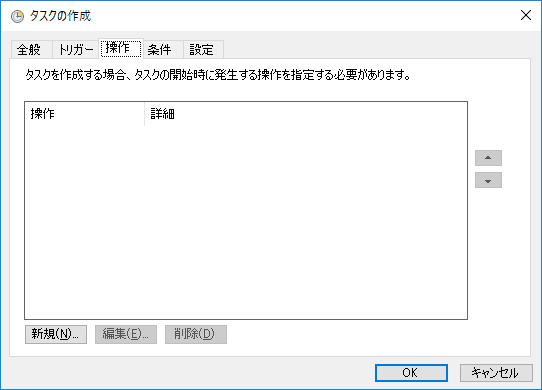 タスクの作成
全般 トリガー 操作 条件 設定
タスクを作成する場合、タスクの開始時に発生する操作を指定する必要があります。
操作 詳細
新規(N)... 編集(E)... 削除(D)
OK キャンセル